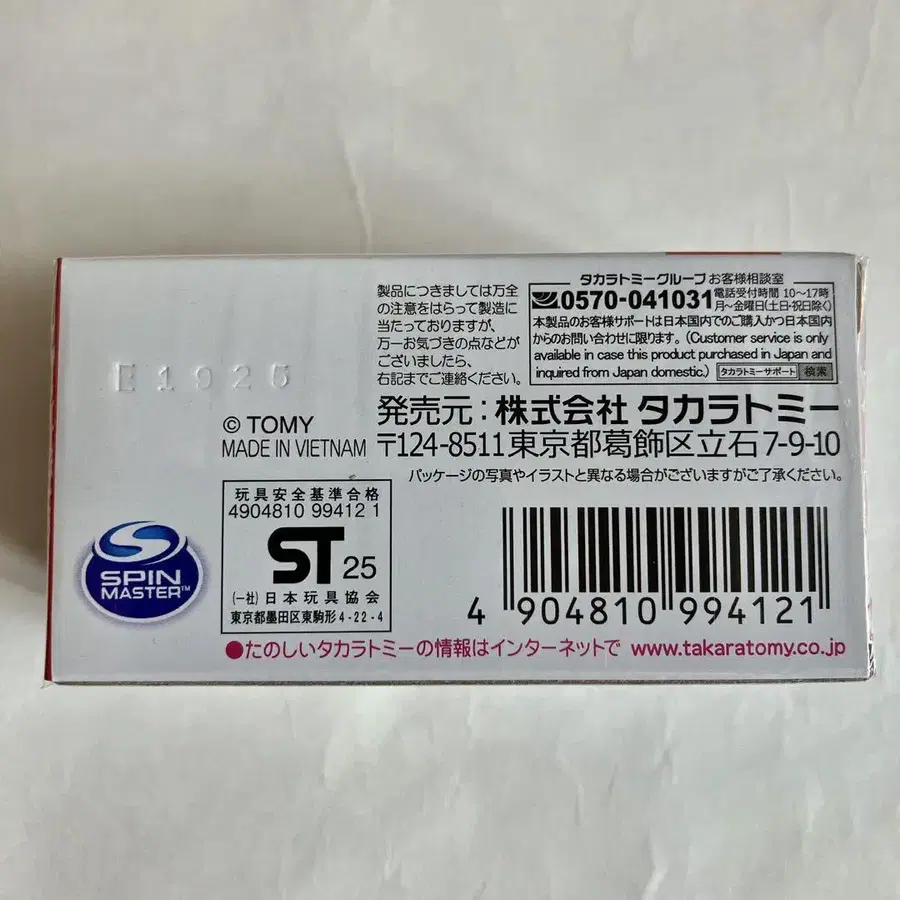 E1925
製品につきましては万全
の注意をはらって製造に
当たっておりますが、
万一お気づきの点などが
ございましたら、
右記までご連絡ください。
タカラトミーグループ お客様相談室
0570-041031 電話受付時間 10〜17時
月〜金曜日(土日・祝日除く)
本製品のお客様サポートは日本国内でのご購入かつ日本国内
からのお問い合わせに限ります。(Customer service is only
available in case this product purchased in Japan and
inquired from Japan domestic.) タカラトミーサポート 検索
© TOMY
MADE IN VIETNAM
発売元:株式会社 タカラトミー
〒124-8511 東京都葛飾区立石7-9-10
パッケージの写真やイラストと異なる場合がございますがご了承ください。
SPIN
MASTER™
玩具安全基準合格
4904810 99412 1
ST 25
(一社)日本玩具協会
東京都墨田区東駒形4-22-4
4 904810 994121
●たのしいタカラトミーの情報はインターネットで www.takaratomy.co.jp